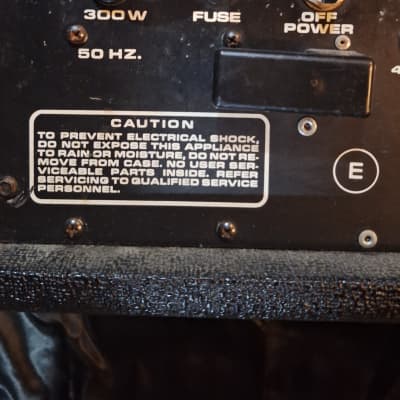 300W FUSE .OFF
POWER
50 HZ. 4
CAUTION
TO PREVENT ELECTRICAL SHOCK,
DO NOT EXPOSE THIS APPLIANCE
TO RAIN OR MOISTURE, DO NOT RE-
MOVE FROM CASE. NO USER SER-
VICEABLE PARTS INSIDE. REFER
SERVICING TO QUALIFIED SERVICE
PERSONNEL.
E